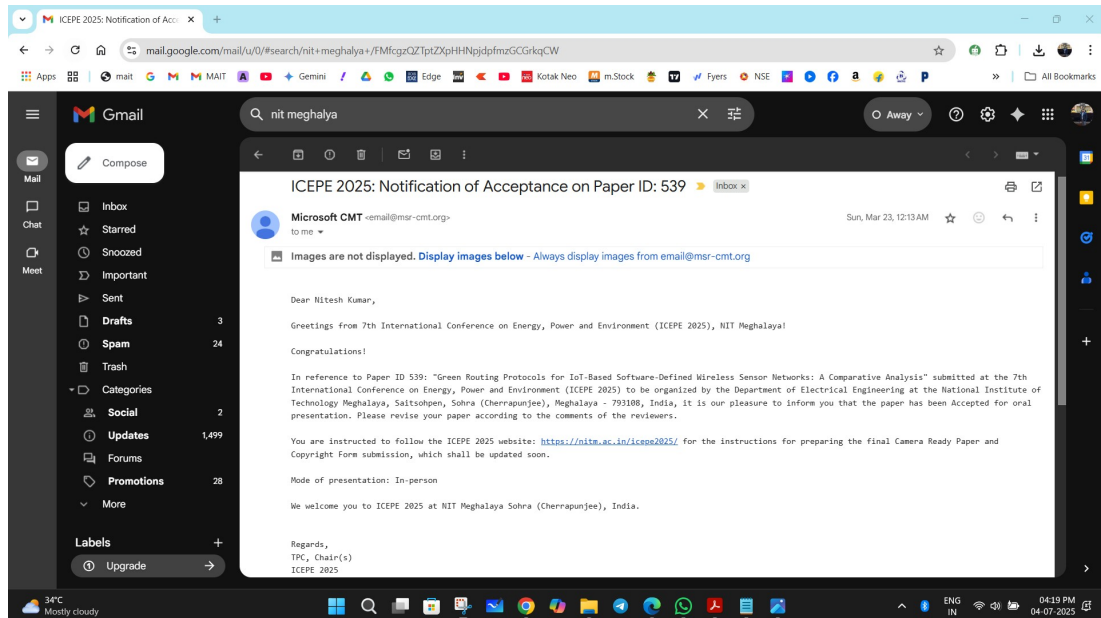 ICEPE 2025: Notification of Acc
mail.google.com/mail/u/0/#search/nit+meghalaya+/FMfcgzQZTptZXpHHNpjdpfmzGCGrkqCW
Apps mait MAIT Gemini Edge Kotak Neo m.Stock Fyers NSE All Bookmarks
Gmail
nit meghalya
Away
Compose
Mail
Chat
Meet
Inbox
Starred
Snoozed
Important
Sent
Drafts 3
Spam 24
Trash
Categories
Social 2
Updates 1,499
Forums
Promotions 28
More
Labels
Upgrade
ICEPE 2025: Notification of Acceptance on Paper ID: 539 Inbox x
Microsoft CMT <email@msr-cmt.org> Sun, Mar 23, 12:13 AM
to me
Images are not displayed. Display images below - Always display images from email@msr-cmt.org
Dear Nitesh Kumar,
Greetings from 7th International Conference on Energy, Power and Environment (ICEPE 2025), NIT Meghalaya!
Congratulations!
In reference to Paper ID 539: "Green Routing Protocols for IoT-Based Software-Defined Wireless Sensor Networks: A Comparative Analysis" submitted at the 7th
International Conference on Energy, Power and Environment (ICEPE 2025) to be organized by the Department of Electrical Engineering at the National Institute of
Technology Meghalaya, Saitsohpen, Sohra (Cherrapunjee), Meghalaya - 793108, India, it is our pleasure to inform you that the paper has been Accepted for oral
presentation. Please revise your paper according to the comments of the reviewers.
You are instructed to follow the ICEPE 2025 website: https://nitm.ac.in/icepe2025/ for the instructions for preparing the final Camera Ready Paper and
Copyright Form submission, which shall be updated soon.
Mode of presentation: In-person
We welcome you to ICEPE 2025 at NIT Meghalaya Sohra (Cherrapunjee), India.
Regards,
TPC, Chair(s)
ICEPE 2025
34°C
Mostly cloudy
ENG
IN
04:19 PM
04-07-2025